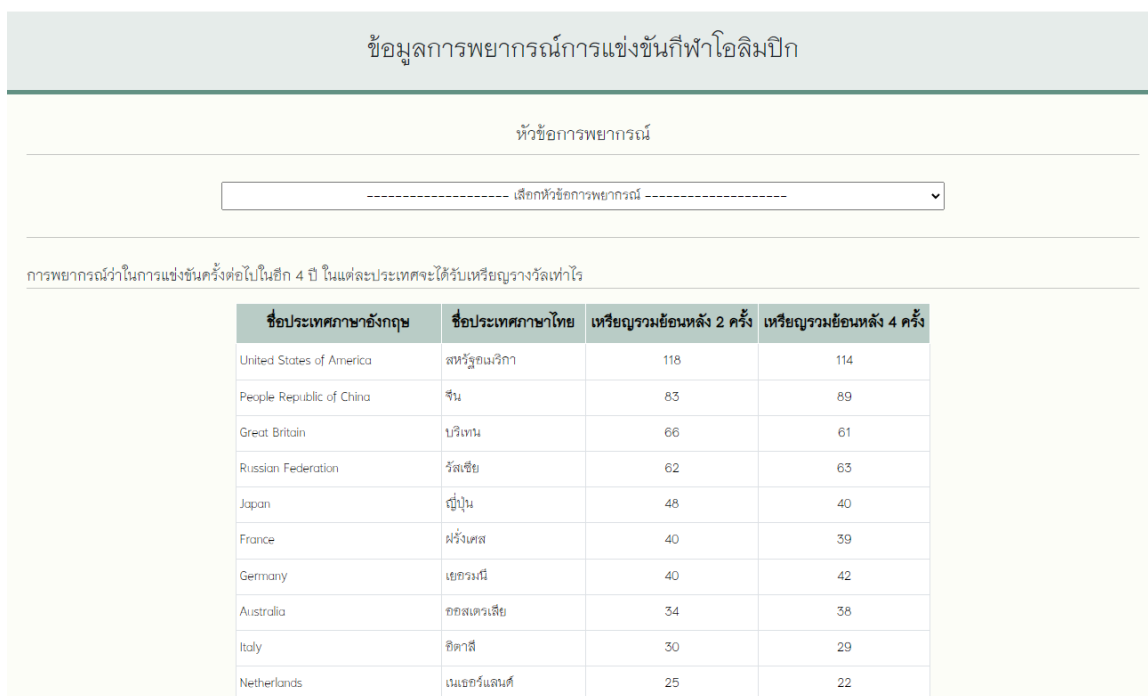 ข้อมูลการพยากรณ์การแข่งขันกีฬาโอลิมปิก
หัวข้อการพยากรณ์
-------------------- เลือกหัวข้อการพยากรณ์ --------------------
การพยากรณ์ว่าในการแข่งขันครั้งต่อไปในอีก 4 ปี ในแต่ละประเทศจะได้รับเหรียญรางวัลเท่าไร
ชื่อประเทศภาษาอังกฤษ ชื่อประเทศภาษาไทย เหรียญรวมย้อนหลัง 2 ครั้ง เหรียญรวมย้อนหลัง 4 ครั้ง
United States of America สหรัฐอเมริกา 118 114
People Republic of China จีน 83 89
Great Britain บริเทน 66 61
Russian Federation รัสเซีย 62 63
Japan ญี่ปุ่น 48 40
France ฝรั่งเศส 40 39
Germany เยอรมนี 40 42
Australia ออสเตรเลีย 34 38
Italy อิตาลี 30 29
Netherlands เนเธอร์แลนด์ 25 22